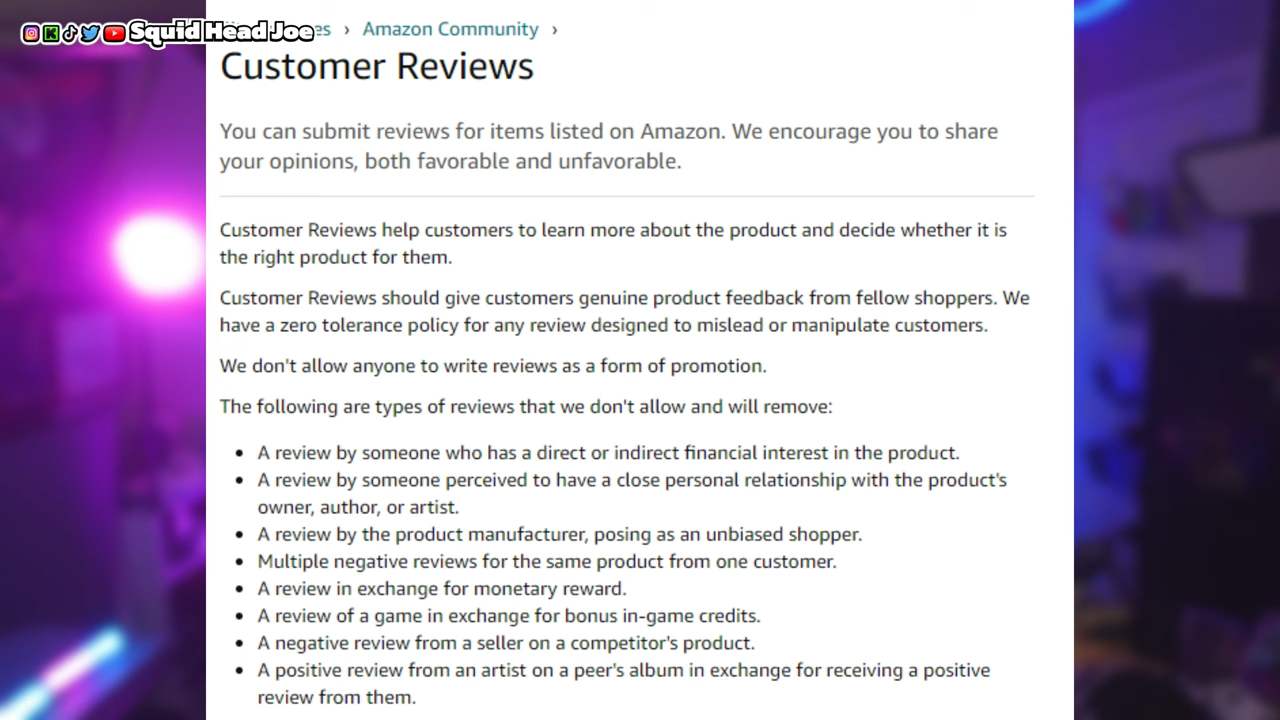 Squid Head Joe
› Amazon Community ›
Customer Reviews
You can submit reviews for items listed on Amazon. We encourage you to share
your opinions, both favorable and unfavorable.
Customer Reviews help customers to learn more about the product and decide whether it is
the right product for them.
Customer Reviews should give customers genuine product feedback from fellow shoppers. We
have a zero tolerance policy for any review designed to mislead or manipulate customers.
We don't allow anyone to write reviews as a form of promotion.
The following are types of reviews that we don't allow and will remove:
• A review by someone who has a direct or indirect financial interest in the product.
• A review by someone perceived to have a close personal relationship with the product's
owner, author, or artist.
• A review by the product manufacturer, posing as an unbiased shopper.
• Multiple negative reviews for the same product from one customer.
• A review in exchange for monetary reward.
• A review of a game in exchange for bonus in-game credits.
• A negative review from a seller on a competitor's product.
• A positive review from an artist on a peer's album in exchange for receiving a positive
review from them.